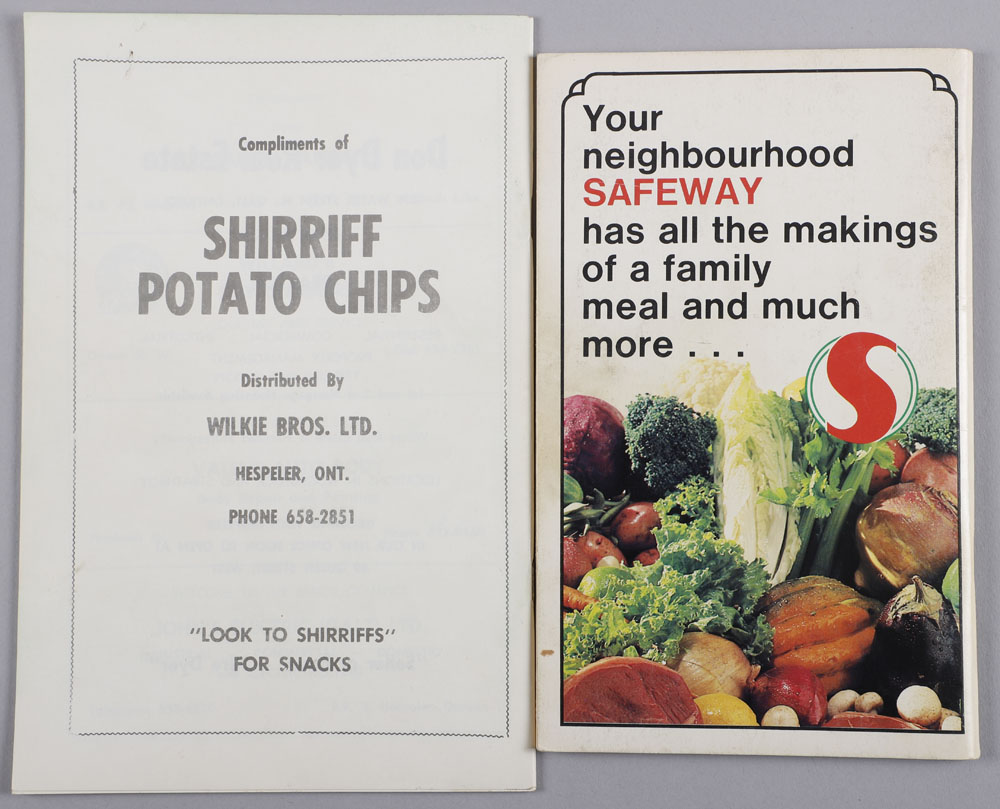 Compliments of
SHIRRIFF
POTATO CHIPS
Distributed By
WILKIE BROS. LTD.
HESPELER, ONT.
PHONE 658-2851
"LOOK TO SHIRRIFFS"
FOR SNACKS
Your
neighbourhood
SAFEWAY
has all the makings
of a family
meal and much
more . . .
S